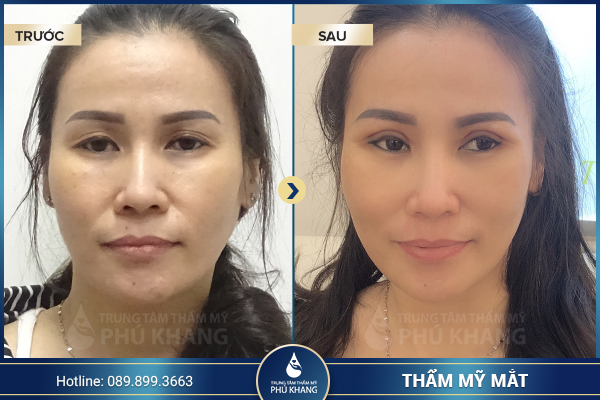 TRƯỚC
SAU
TRUNG TÂM THẨM MỸ
PHÚ KHANG
TRUNG TÂM THẨM MỸ
PHÚ KHANG
Hotline: 089.899.3663
TRUNG TÂM THẨM MỸ
PHÚ KHANG
THẨM MỸ MẮT